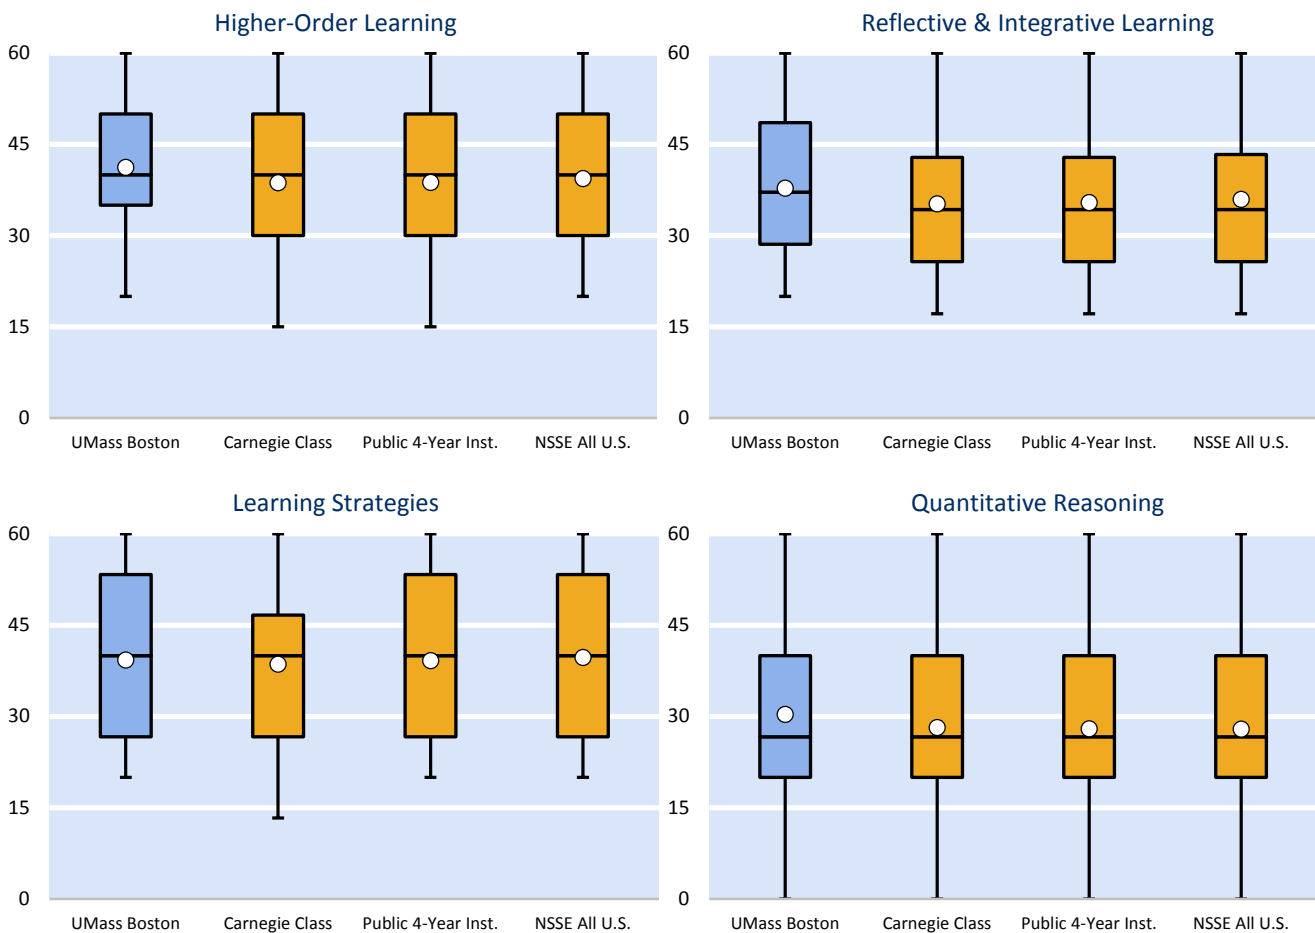 Higher-Order Learning
60
45
30
15
0
UMass Boston Carnegie Class Public 4-Year Inst. NSSE All U.S.
Reflective & Integrative Learning
60
45
30
15
0
UMass Boston Carnegie Class Public 4-Year Inst. NSSE All U.S.
Learning Strategies
60
45
30
15
0
UMass Boston Carnegie Class Public 4-Year Inst. NSSE All U.S.
Quantitative Reasoning
60
45
30
15
0
UMass Boston Carnegie Class Public 4-Year Inst. NSSE All U.S.